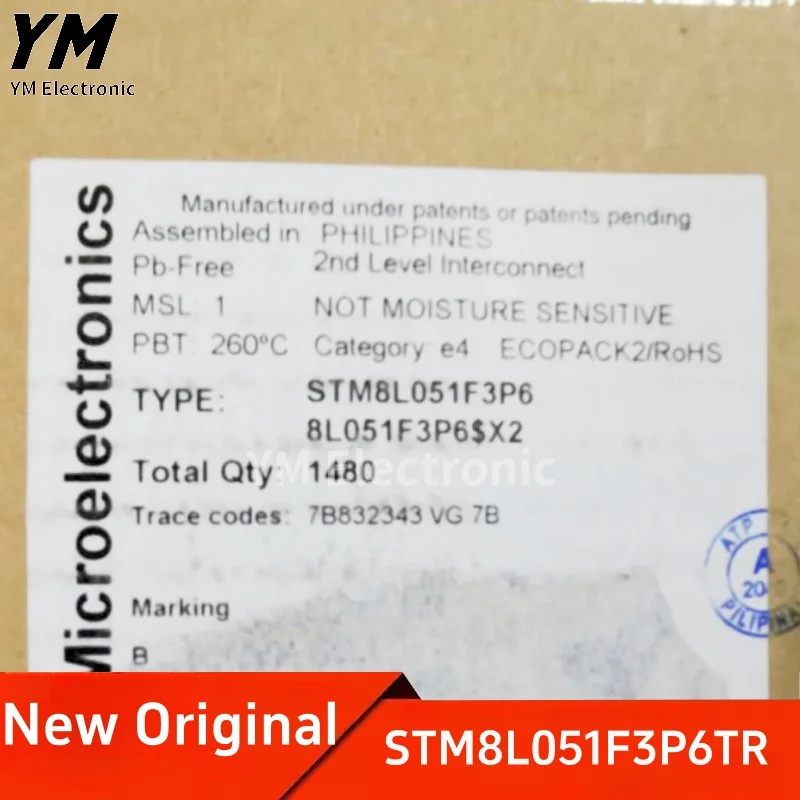 YM
YM Electronic
Microelectronics
Manufactured under patents or patents pending
Assembled in PHILIPPINES
Pb-Free 2nd Level Interconnect
MSL: 1 NOT MOISTURE SENSITIVE
PBT: 260ºC Category e4 ECOPACK2/RoHS
TYPE: STM8L051F3P6
8L051F3P6$X2
Total Qty: 1480
YM Electronic
Trace codes: 7B832343 VG 7B
ATP
A
PILIPINA
Marking
B
New Original
STM8L051F3P6TR